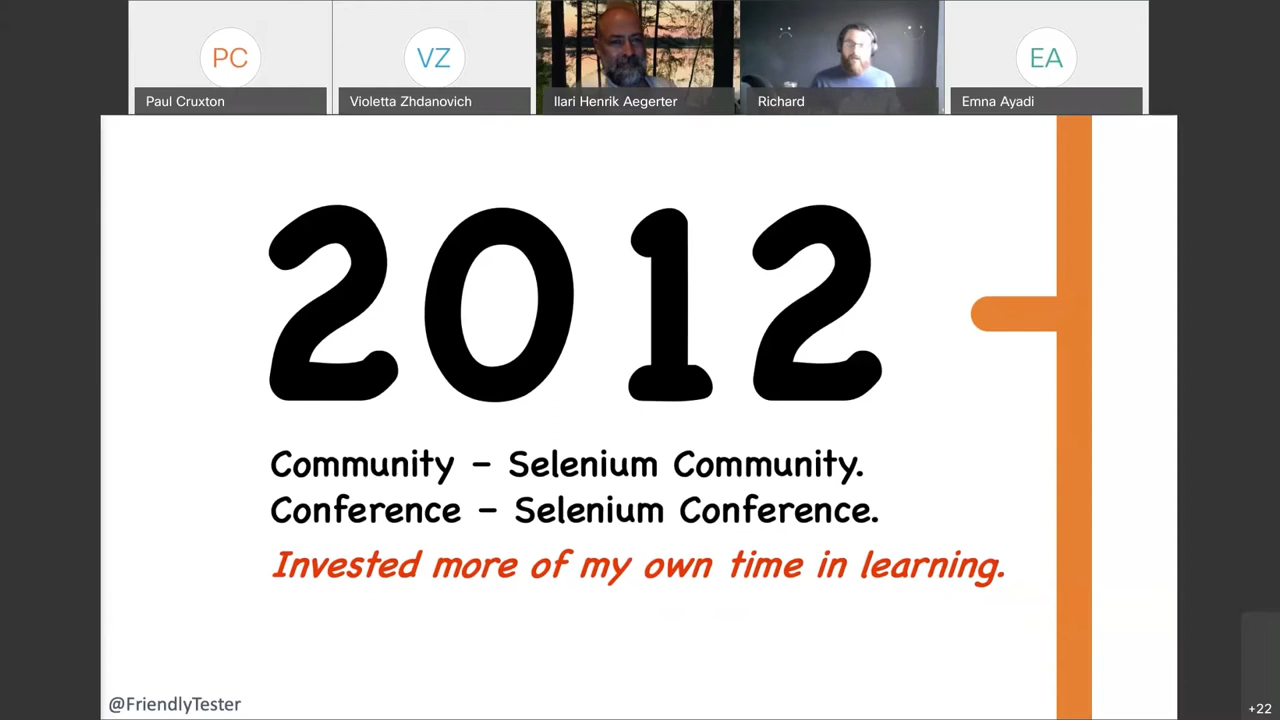 PC
VZ
EA
Paul Cruxton
Violetta Zhdanovich
Ilari Henrik Aegerter
Richard
Emna Ayadi
2012
Community – Selenium Community.
Conference – Selenium Conference.
Invested more of my own time in learning.
@FriendlyTester
+22